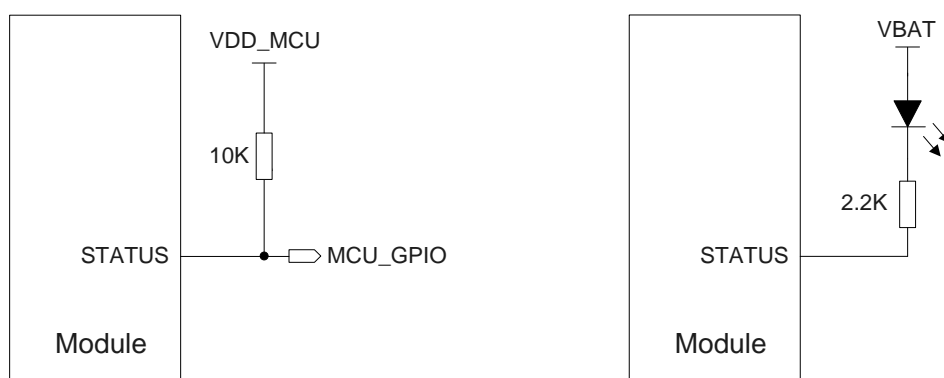 VDD_MCU
10K
STATUS
MCU_GPIO
Module
VBAT
2.2K
STATUS
Module